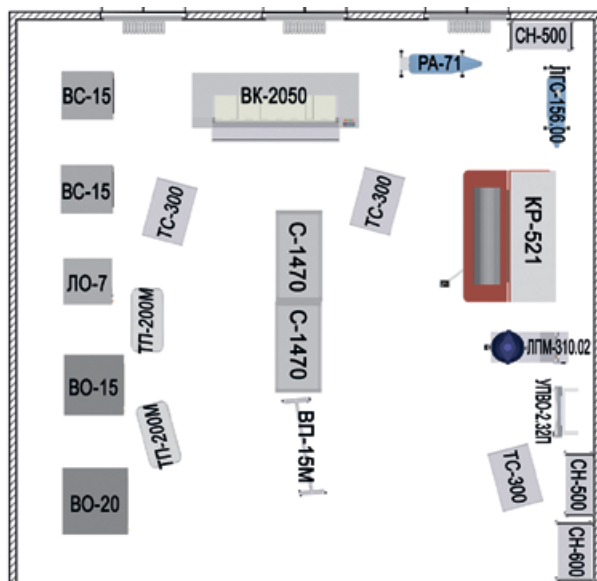 СН-500
РА-71
ЛГС-156.00
ВС-15
ВК-2050
ВС-15
ТС-300
ТС-300
КР-521
С-1470
ЛО-7
ТП-200М
С-1470
ЛПМ-310.02
ВО-15
УПВО-2.32П
ТП-200М
ВП-15М
ТС-300
СН-500
ВО-20
СН-600